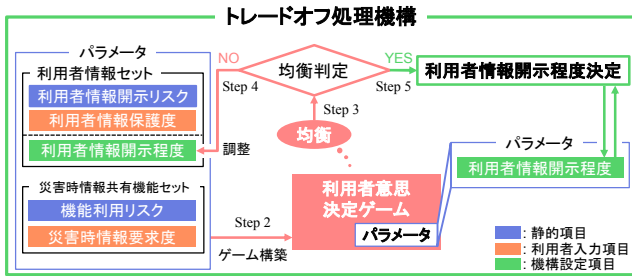 トレードオフ処理機構
パラメータ
利用者情報セット
利用者情報開示リスク
利用者情報保護度
利用者情報開示程度
災害時情報共有機能セット
機能利用リスク
災害時情報要求度
NO
Step 4
調整
均衡判定
YES
Step 5
利用者情報開示程度決定
Step 3
均衡
利用者意思
決定ゲーム
パラメータ
Step 2
ゲーム構築
パラメータ
利用者情報開示程度
: 静的項目
: 利用者入力項目
: 機構設定項目